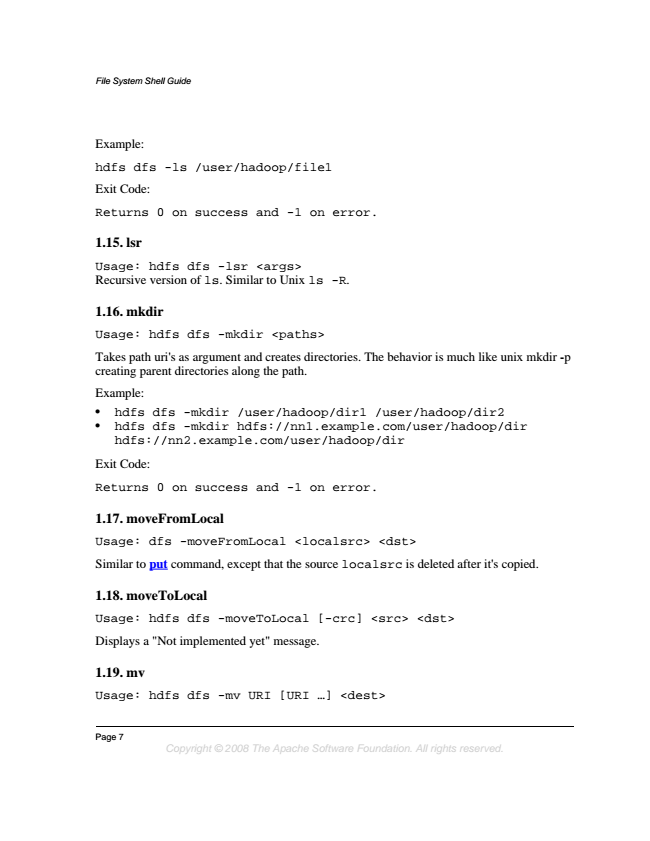 File System Shell Guide
Example:
hdfs dfs -ls /user/hadoop/file1
Exit Code:
Returns 0 on success and -1 on error.
1.15. lsr
Usage: hdfs dfs -lsr <args>
Recursive version of ls. Similar to Unix ls -R.
1.16. mkdir
Usage: hdfs dfs -mkdir <paths>
Takes path uri's as argument and creates directories. The behavior is much like unix mkdir -p
creating parent directories along the path.
Example:
• hdfs dfs -mkdir /user/hadoop/dir1 /user/hadoop/dir2
• hdfs dfs -mkdir hdfs://nn1.example.com/user/hadoop/dir
hdfs://nn2.example.com/user/hadoop/dir
Exit Code:
Returns 0 on success and -1 on error.
1.17. moveFromLocal
Usage: dfs -moveFromLocal <localsrc> <dst>
Similar to put command, except that the source localsrc is deleted after it's copied.
1.18. moveToLocal
Usage: hdfs dfs -moveToLocal [-crc] <src> <dst>
Displays a "Not implemented yet" message.
1.19. mv
Usage: hdfs dfs -mv URI [URI …] <dest>
Page 7
Copyright © 2008 The Apache Software Foundation. All rights reserved.